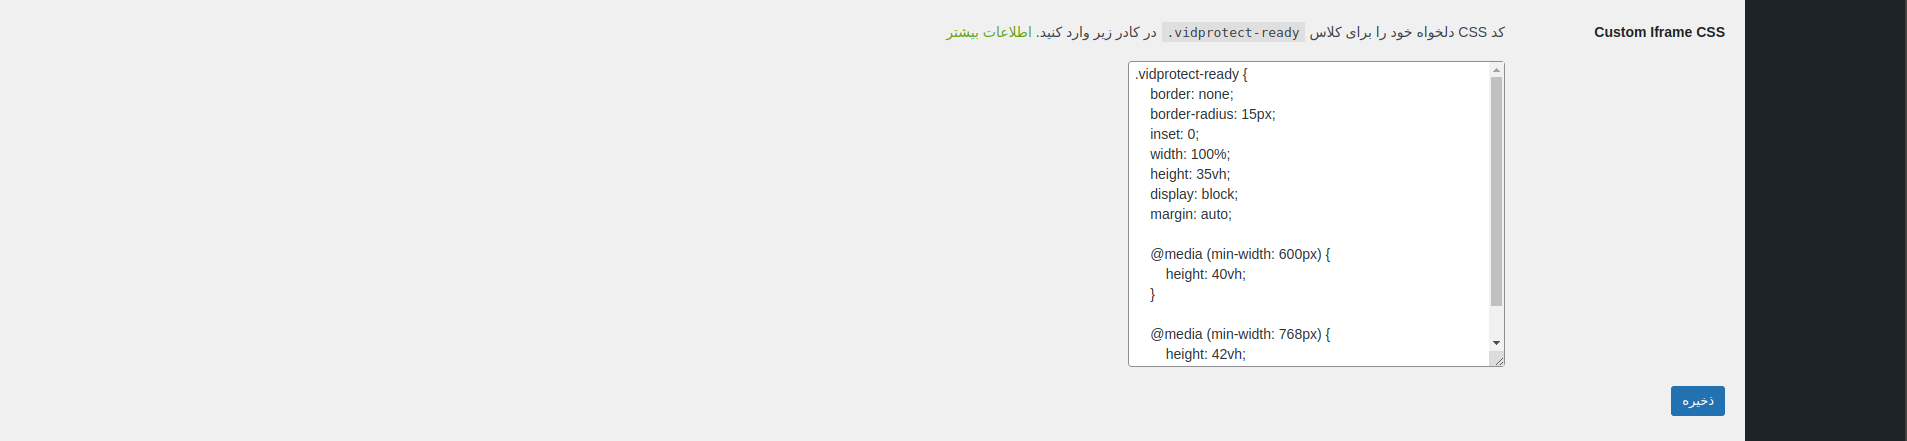 Custom Iframe CSS
کد CSS دلخواه خود را برای کلاس .vidprotect-ready در کادر زیر وارد کنید. اطلاعات بیشتر
.vidprotect-ready {
border: none;
border-radius: 15px;
inset: 0;
width: 100%;
height: 35vh;
display: block;
margin: auto;
@media (min-width: 600px) {
height: 40vh;
}
@media (min-width: 768px) {
height: 42vh;
ذخیره